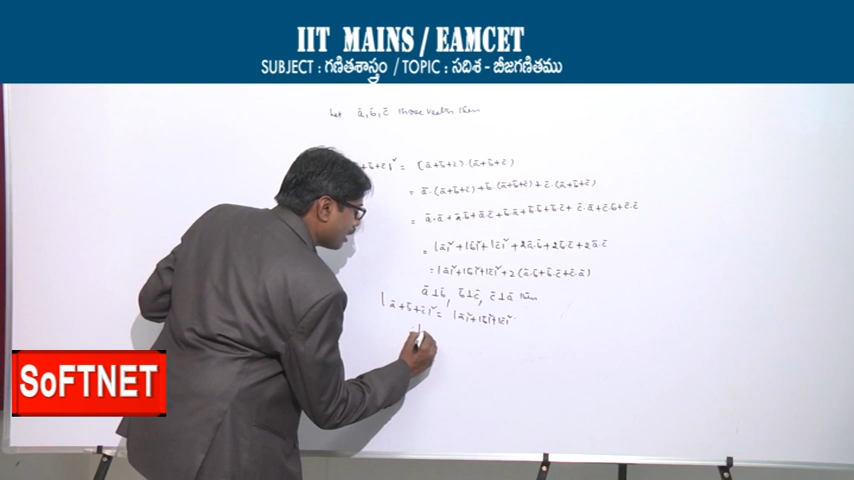 IIT MAINS / EAMCET
SUBJECT : గణితశాస్త్రం / TOPIC : సదిశ - బీజగణితము
Let ā, b̄, c̄ three vectors then
+b̄+c̄|² = (ā+b̄+c̄).(ā+b̄+c̄)
= ā.(ā+b̄+c̄)+b̄.(ā+b̄+c̄)+c̄.(ā+b̄+c̄)
= ā.ā+ā.b̄+ā.c̄+b̄.ā+b̄.b̄+b̄.c̄+c̄.ā+c̄.b̄+c̄.c̄
= |ā|²+|b̄|²+|c̄|²+2ā.b̄+2b̄.c̄+2ā.c̄
= |ā|²+|b̄|²+|c̄|²+2(ā.b̄+b̄.c̄+c̄.ā)
ā⊥b̄, b̄⊥c̄, c̄⊥ā then
|ā+b̄+c̄|² = |ā|²+|b̄|²+|c̄|²
SoFTNET